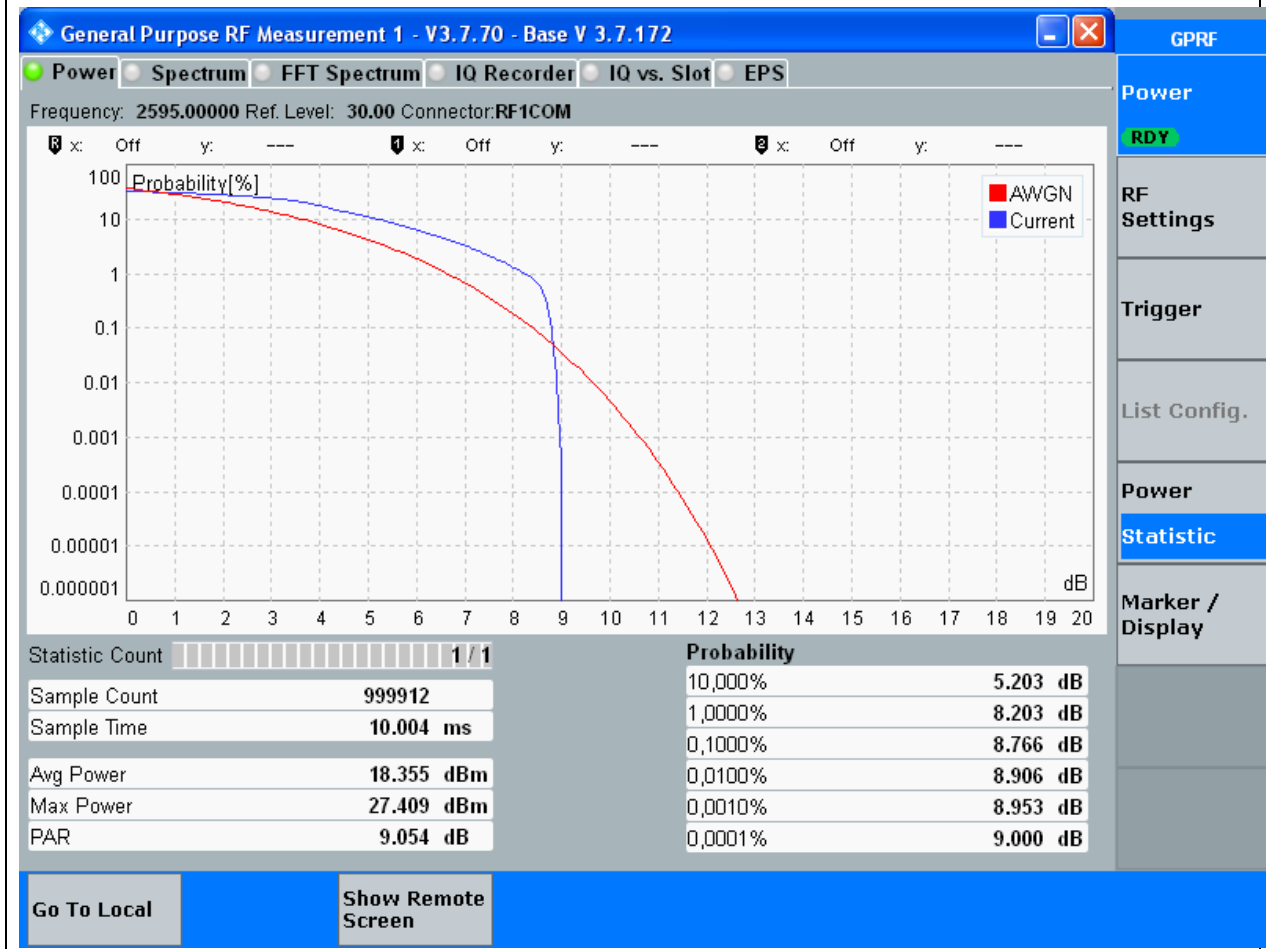 General Purpose RF Measurement 1 - V3.7.70 - Base V 3.7.172
GPRF
Power Spectrum FFT Spectrum IQ Recorder IQ vs. Slot EPS
Frequency: 2595.00000 Ref. Level: 30.00 Connector:RF1COM
R x: Off y: --- 1 x: Off y: --- 2 x: Off y: ---
Probability[%]
AWGN
Current
100
10
1
0.1
0.01
0.001
0.0001
0.00001
0.000001
dB
0 1 2 3 4 5 6 7 8 9 10 11 12 13 14 15 16 17 18 19 20
Statistic Count 1 / 1
Sample Count 999912
Sample Time 10.004 ms
Avg Power 18.355 dBm
Max Power 27.409 dBm
PAR 9.054 dB
Probability
10,000% 5.203 dB
1,0000% 8.203 dB
0,1000% 8.766 dB
0,0100% 8.906 dB
0,0010% 8.953 dB
0,0001% 9.000 dB
Power
RDY
RF
Settings
Trigger
List Config.
Power
Statistic
Marker /
Display
Go To Local
Show Remote
Screen